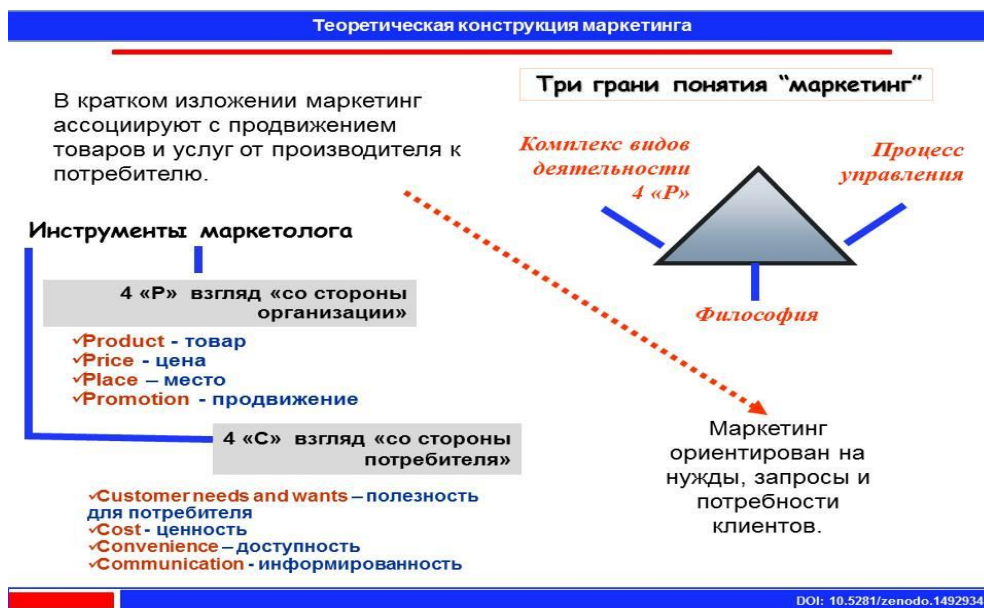 Теоретическая конструкция маркетинга
В кратком изложении маркетинг
ассоциируют с продвижением
товаров и услуг от производителя к
потребителю.
Инструменты маркетолога
4 «Р» взгляд «со стороны
организации»
✓Product - товар
✓Price - цена
✓Place – место
✓Promotion - продвижение
4 «С» взгляд «со стороны
потребителя»
✓Customer needs and wants – полезность
для потребителя
✓Cost - ценность
✓Convenience – доступность
✓Communication - информированность
Три грани понятия "маркетинг"
Комплекс видов
деятельности
4 «Р»
Процесс
управления
Философия
Маркетинг
ориентирован на
нужды, запросы и
потребности
клиентов.
DOI: 10.5281/zenodo.1492934